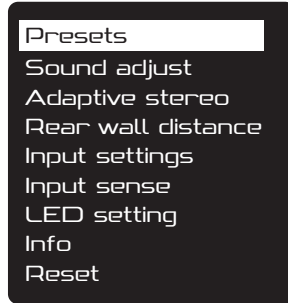 Presets
Sound adjust
Adaptive stereo
Rear wall distance
Input settings
Input sense
LED setting
Info
Reset